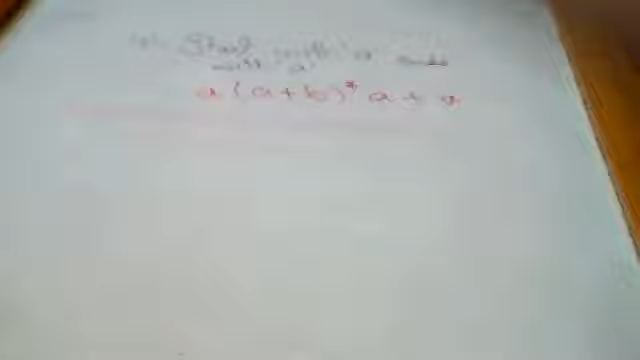 Start with 'a' ends
with 'a'
a(a+b)* a + a